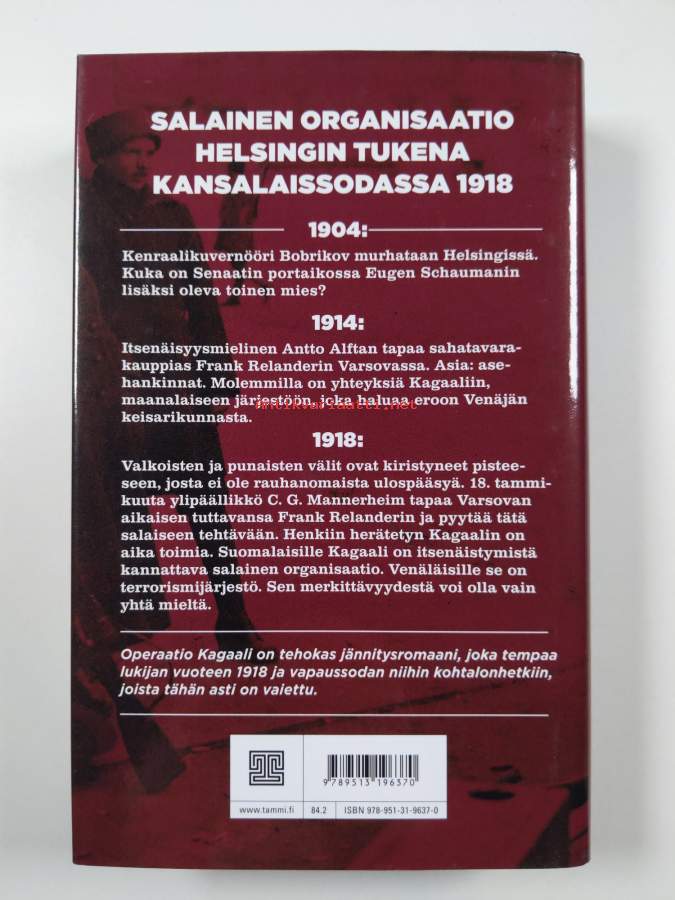 SALAINEN ORGANISAATIO
HELSINGIN TUKENA
KANSALAISSODASSA 1918
1904:
Kenraalikuvernööri Bobrikov murhataan Helsingissä.
Kuka on Senaatin portaikossa Eugen Schaumanin
lisäksi oleva toinen mies?
1914:
Itsenäisyysmielinen Antto Alftan tapaa sahatavara-
kauppias Frank Relanderin Varsovassa. Asia: ase-
hankinnat. Molemmilla on yhteyksiä Kagaaliin,
maanalaiseen järjestöön, joka haluaa eroon Venäjän
antikvariaatti.net
keisarikunnasta.
1918:
Valkoisten ja punaisten välit ovat kiristyneet pistee-
seen, josta ei ole rauhanomaista ulospääsyä. 18. tammi-
kuuta ylipäällikkö C. G. Mannerheim tapaa Varsovan
aikaisen tuttavansa Frank Relanderin ja pyytää tätä
salaiseen tehtävään. Henkiin herätetyn Kagaalin on
aika toimia. Suomalaisille Kagaali on itsenäistymistä
kannattava salainen organisaatio. Venäläisille se on
terrorismijärjestö. Sen merkittävyydestä voi olla vain
yhtä mieltä.
Operaatio Kagaali on tehokas jännitysromaani, joka tempaa
lukijan vuoteen 1918 ja vapaussodan niihin kohtalonhetkiin,
joista tähän asti on vaiettu.
9 789513 196370
www.tammi.fi 84.2 ISBN 978-951-31-9637-0